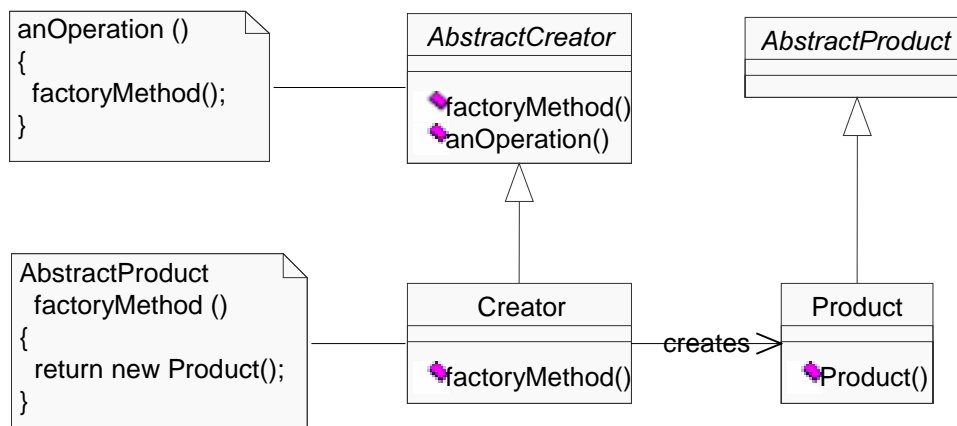 anOperation ()
{
factoryMethod();
}
AbstractCreator
factoryMethod()
anOperation()
AbstractProduct
AbstractProduct
factoryMethod ()
{
return new Product();
}
Creator
factoryMethod()
creates
Product
Product()